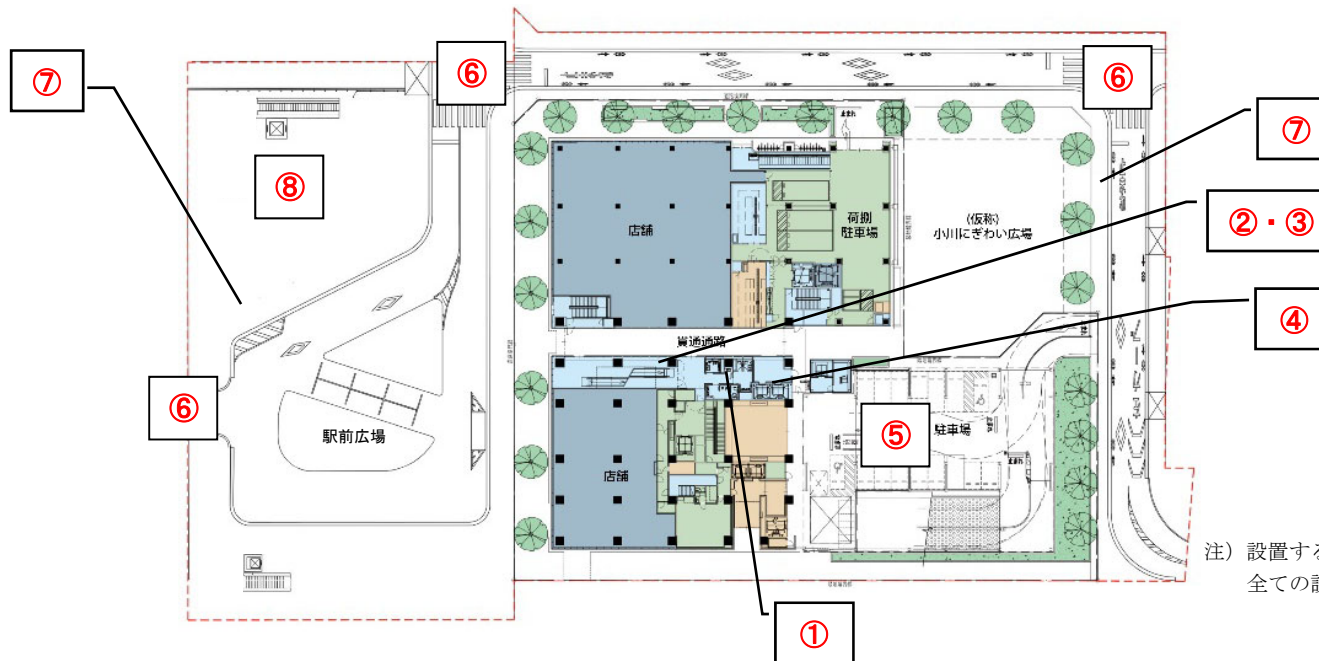 ⑥
⑥
⑦
⑦
⑧
②・③
店舗
荷捌
駐車場
(仮称)
小川にぎわい広場
④
貫通通路
⑥
駅前広場
⑤
駐車場
店舗
注）設置する
全ての設
①